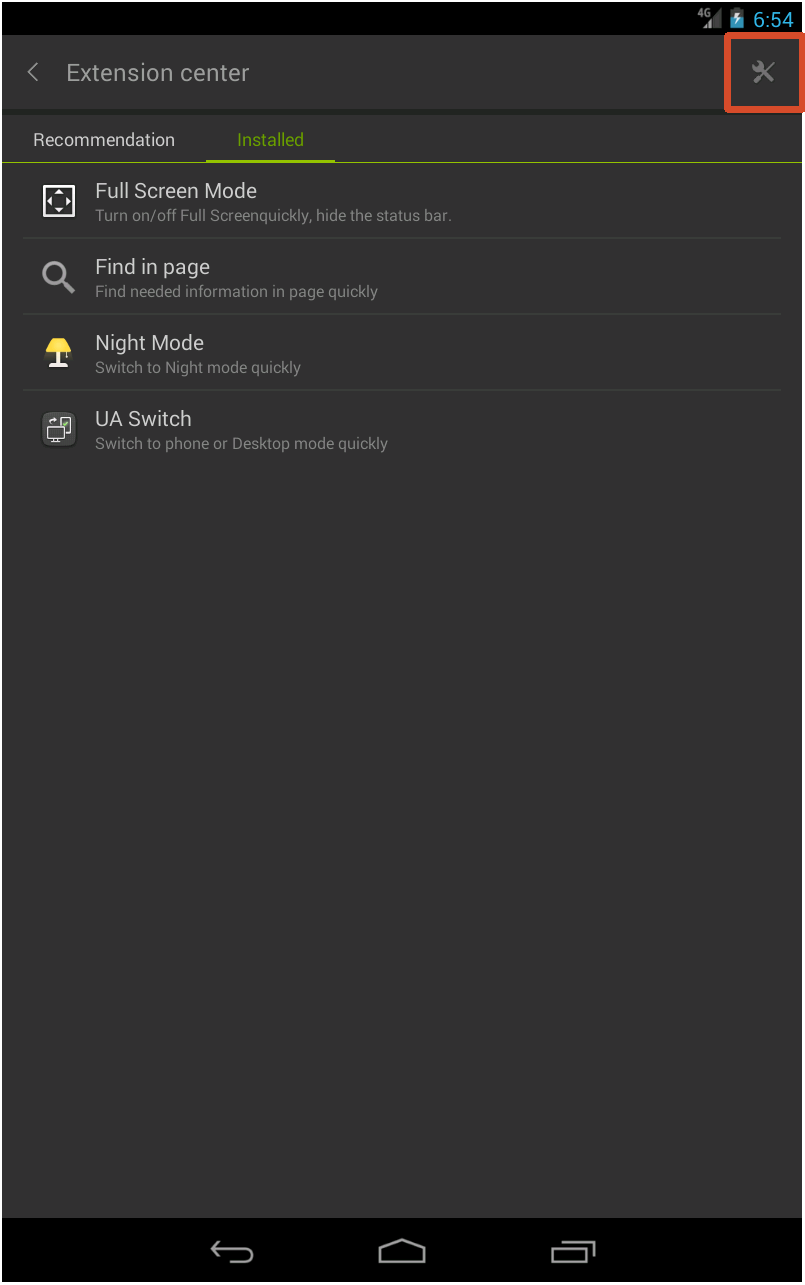 4G 6:54
Extension center
Recommendation Installed
Full Screen Mode
Turn on/off Full Screenquickly, hide the status bar.
Find in page
Find needed information in page quickly
Night Mode
Switch to Night mode quickly
UA Switch
Switch to phone or Desktop mode quickly